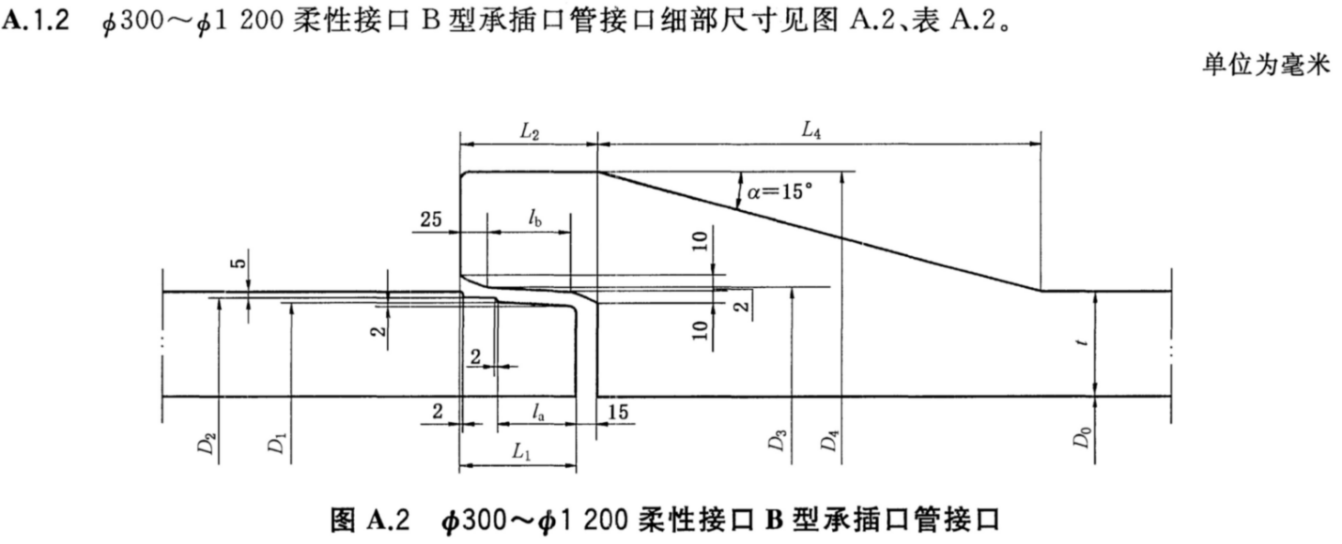 A.1.2 ϕ300～ϕ1 200 柔性接口 B 型承插口管接口细部尺寸见图 A.2、表 A.2。
单位为毫米
L₂ L₄
α=15°
25 l_b 10
5
2 2 10
2 t
2 l_a 15
D₂ D₁ L₁ D₃ D₄ D₀
图 A.2 ϕ300～ϕ1 200 柔性接口 B 型承插口管接口